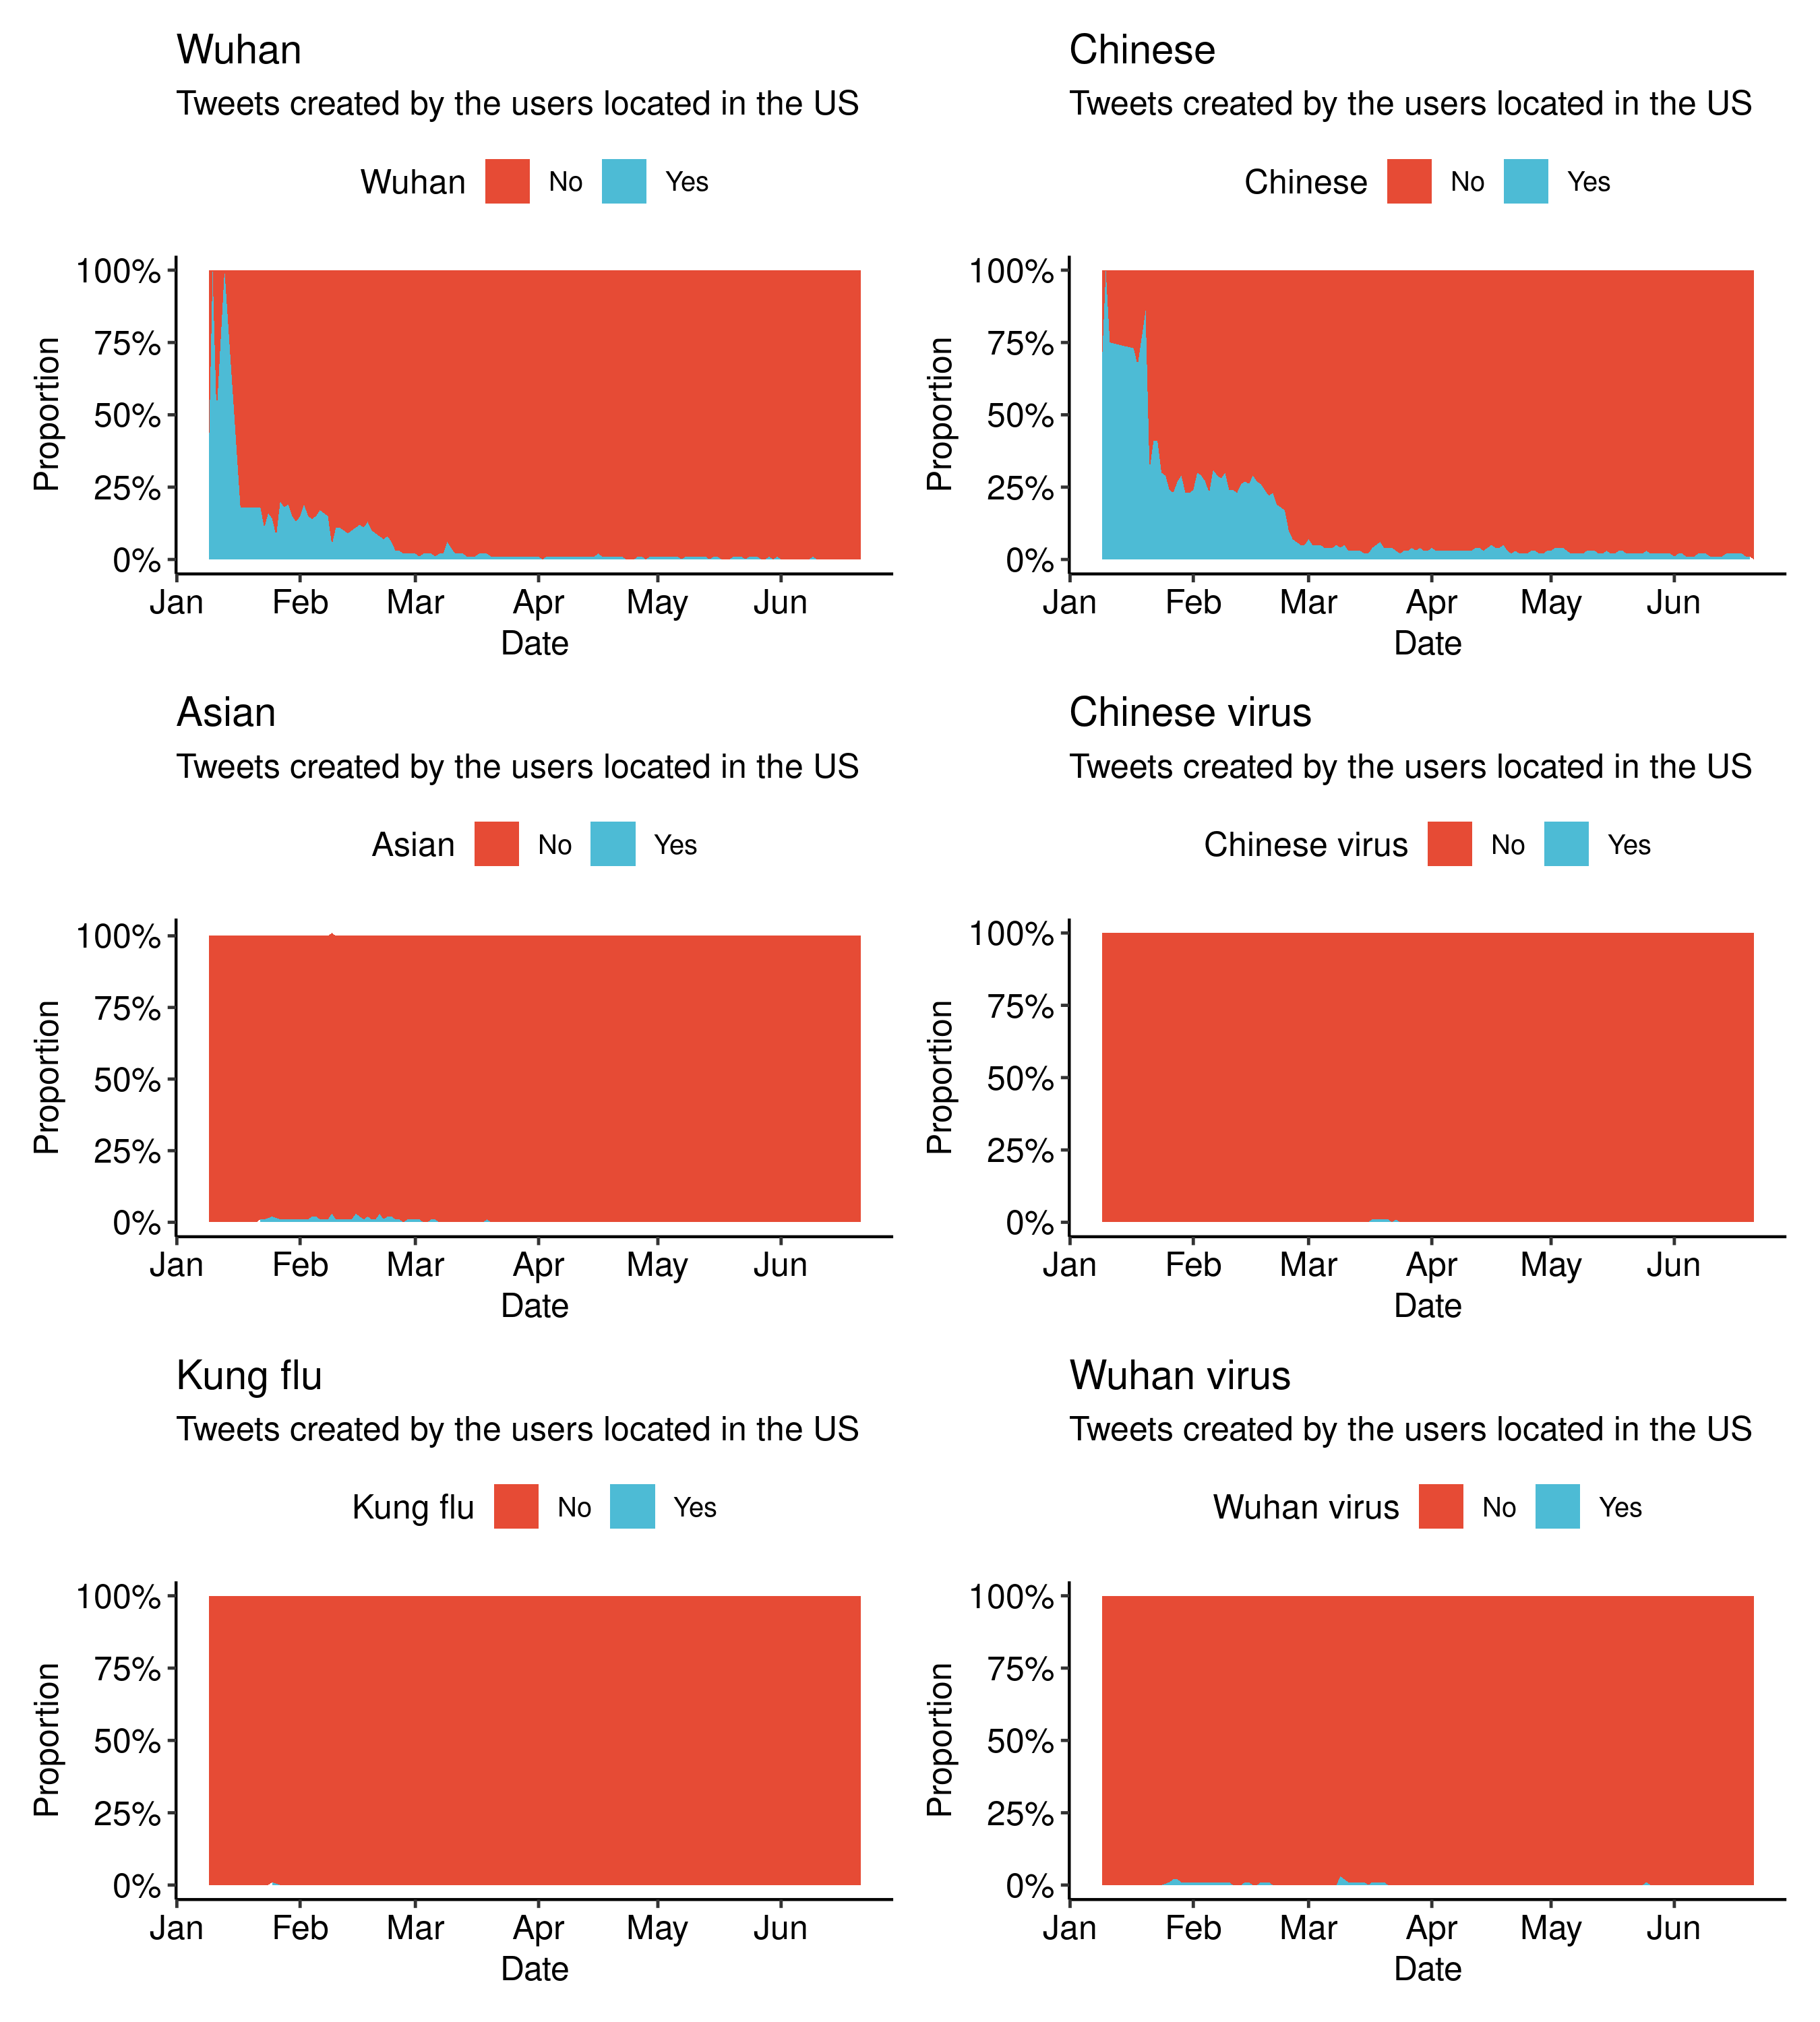 Wuhan
Tweets created by the users located in the US
Wuhan No Yes
100%
75%
50%
25%
0%
Proportion
Jan Feb Mar Apr May Jun
Date
Chinese
Tweets created by the users located in the US
Chinese No Yes
100%
75%
50%
25%
0%
Proportion
Jan Feb Mar Apr May Jun
Date
Asian
Tweets created by the users located in the US
Asian No Yes
100%
75%
50%
25%
0%
Proportion
Jan Feb Mar Apr May Jun
Date
Chinese virus
Tweets created by the users located in the US
Chinese virus No Yes
100%
75%
50%
25%
0%
Proportion
Jan Feb Mar Apr May Jun
Date
Kung flu
Tweets created by the users located in the US
Kung flu No Yes
100%
75%
50%
25%
0%
Proportion
Jan Feb Mar Apr May Jun
Date
Wuhan virus
Tweets created by the users located in the US
Wuhan virus No Yes
100%
75%
50%
25%
0%
Proportion
Jan Feb Mar Apr May Jun
Date